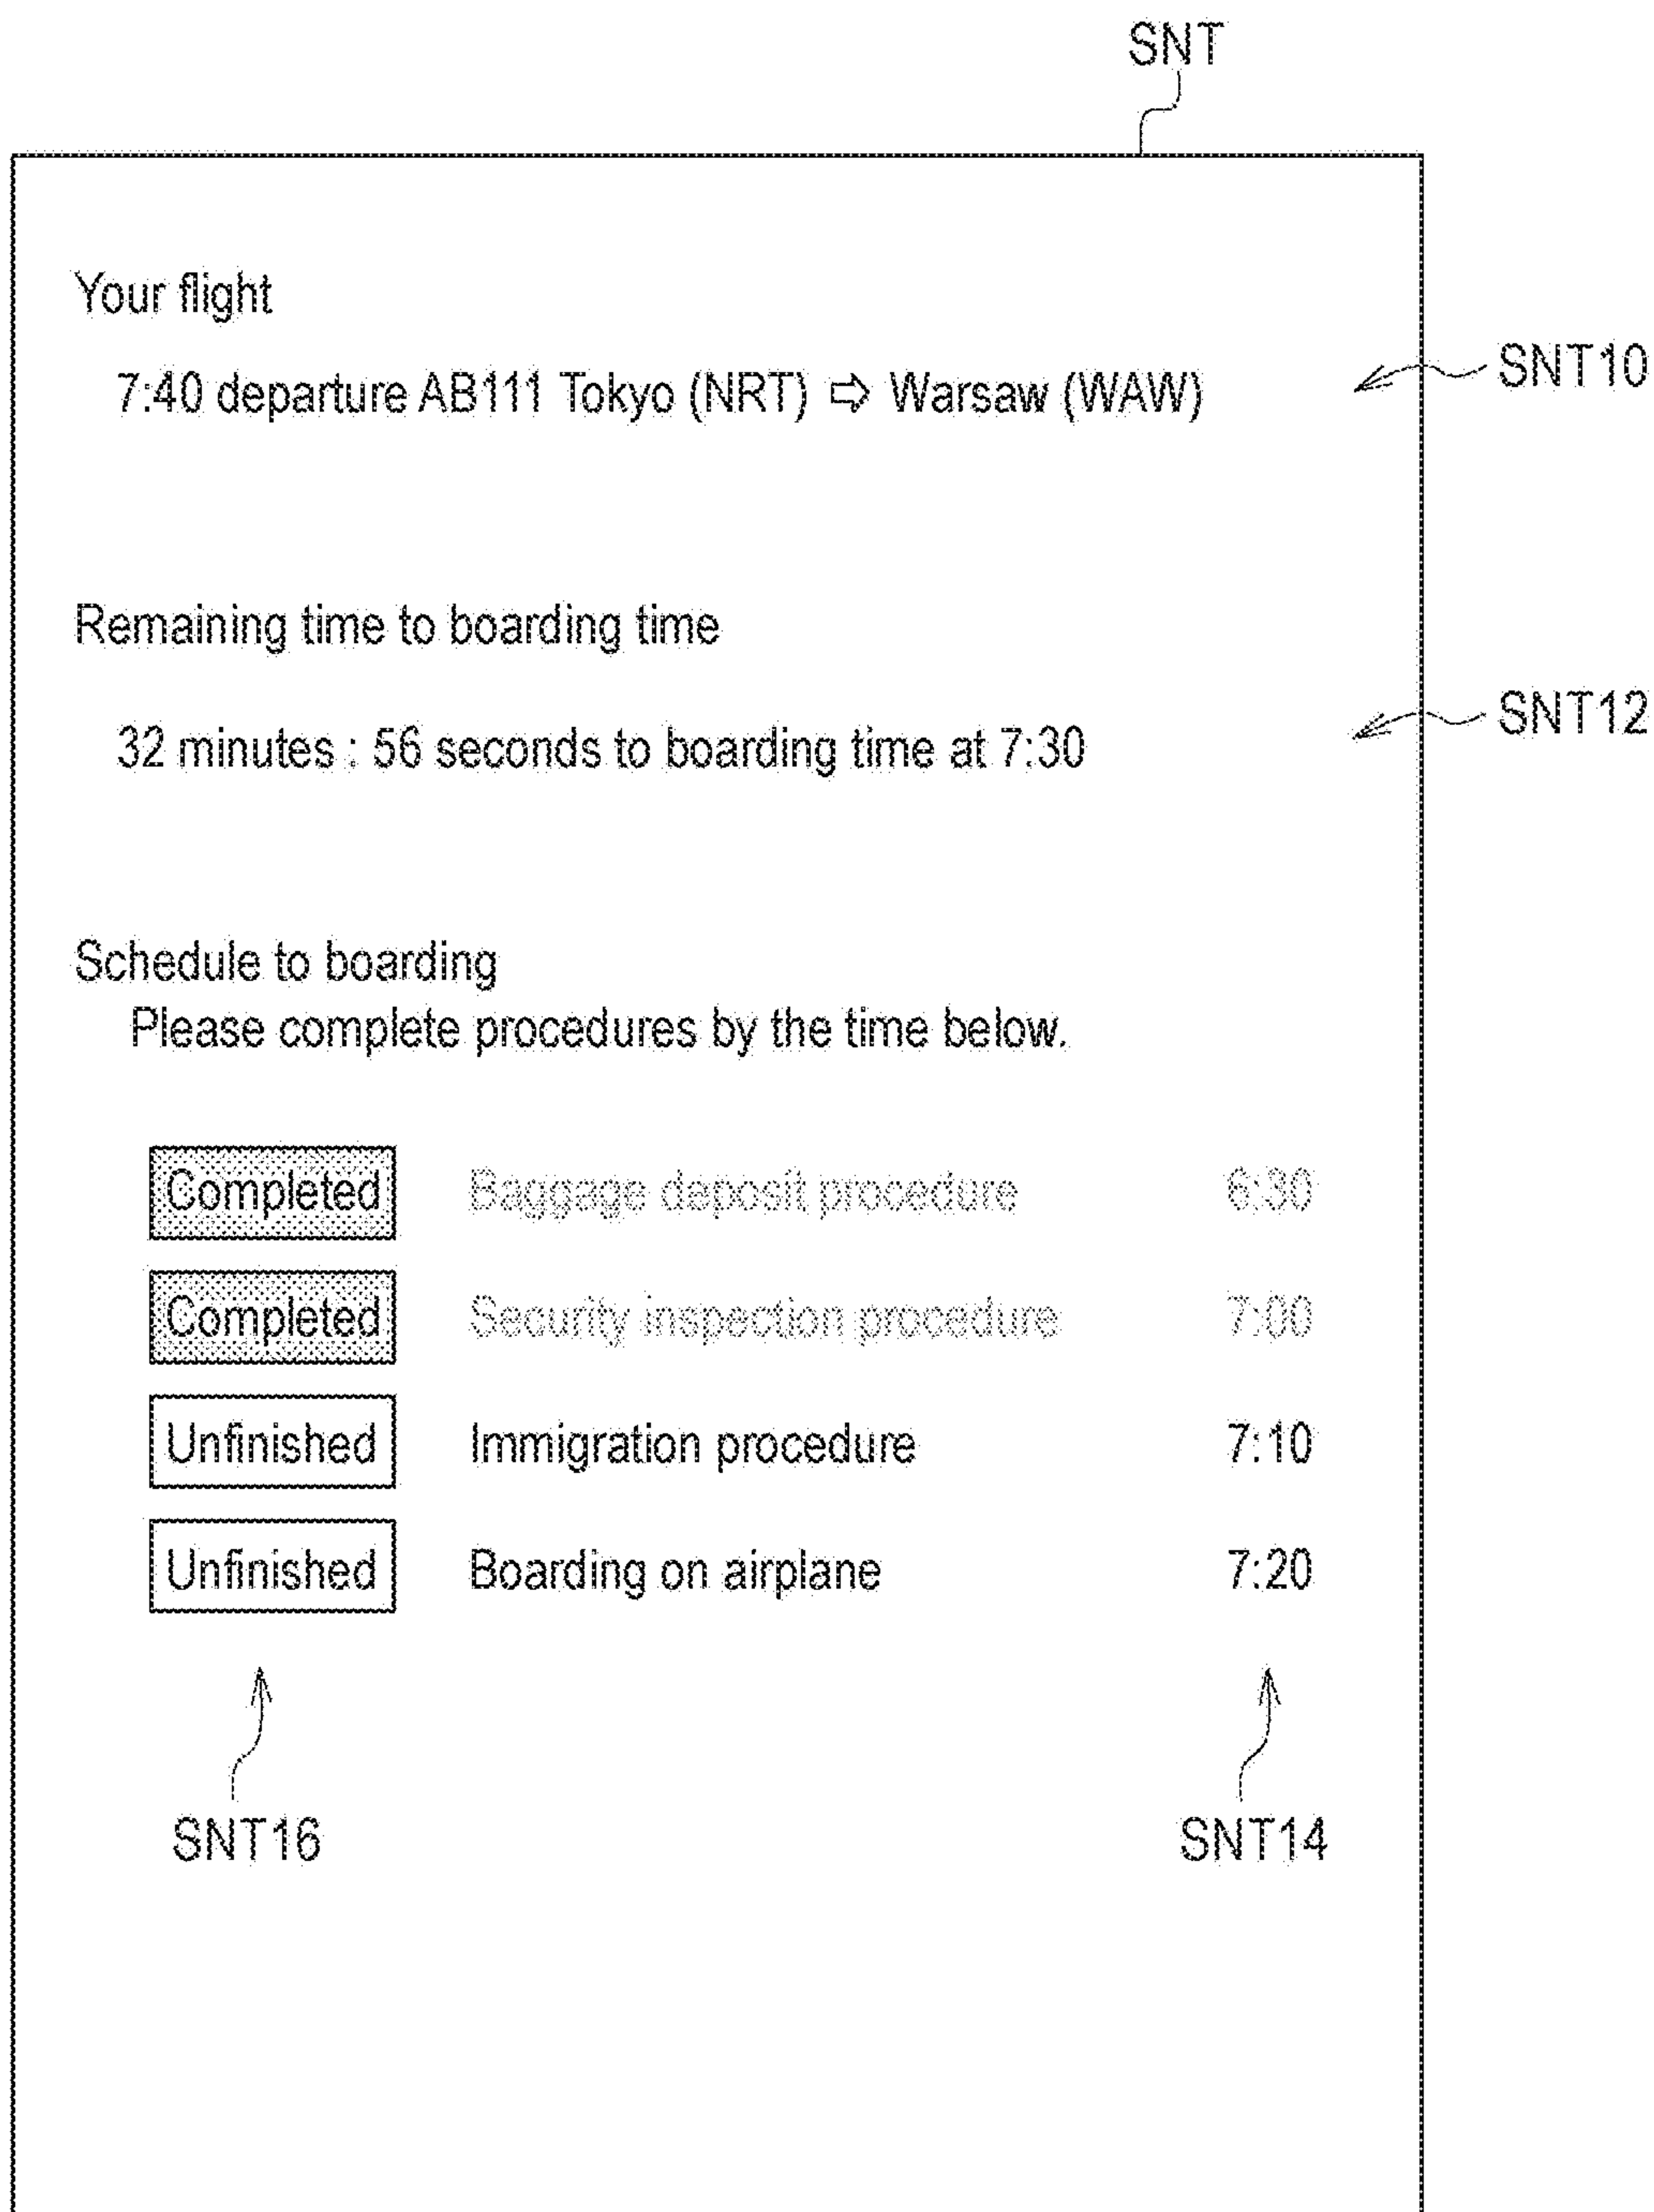 SNT
Your flight
7:40 departure AB111 Tokyo (NRT) ⇨ Warsaw (WAW)
SNT10
Remaining time to boarding time
32 minutes : 56 seconds to boarding time at 7:30
SNT12
Schedule to boarding
Please complete procedures by the time below.
Completed Baggage deposit procedure 6:30
Completed Security inspection procedure 7:00
Unfinished Immigration procedure 7:10
Unfinished Boarding on airplane 7:20
SNT16 SNT14